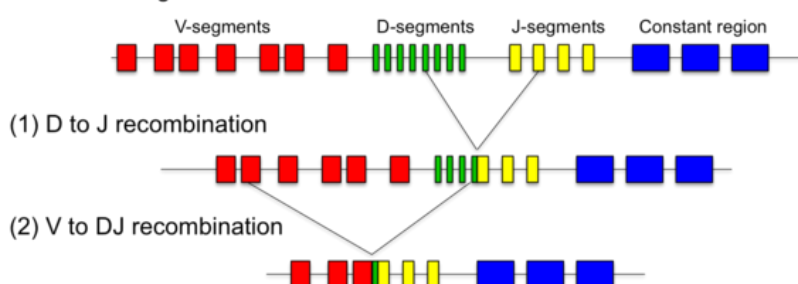 V-segments D-segments J-segments Constant region
(1) D to J recombination
(2) V to DJ recombination